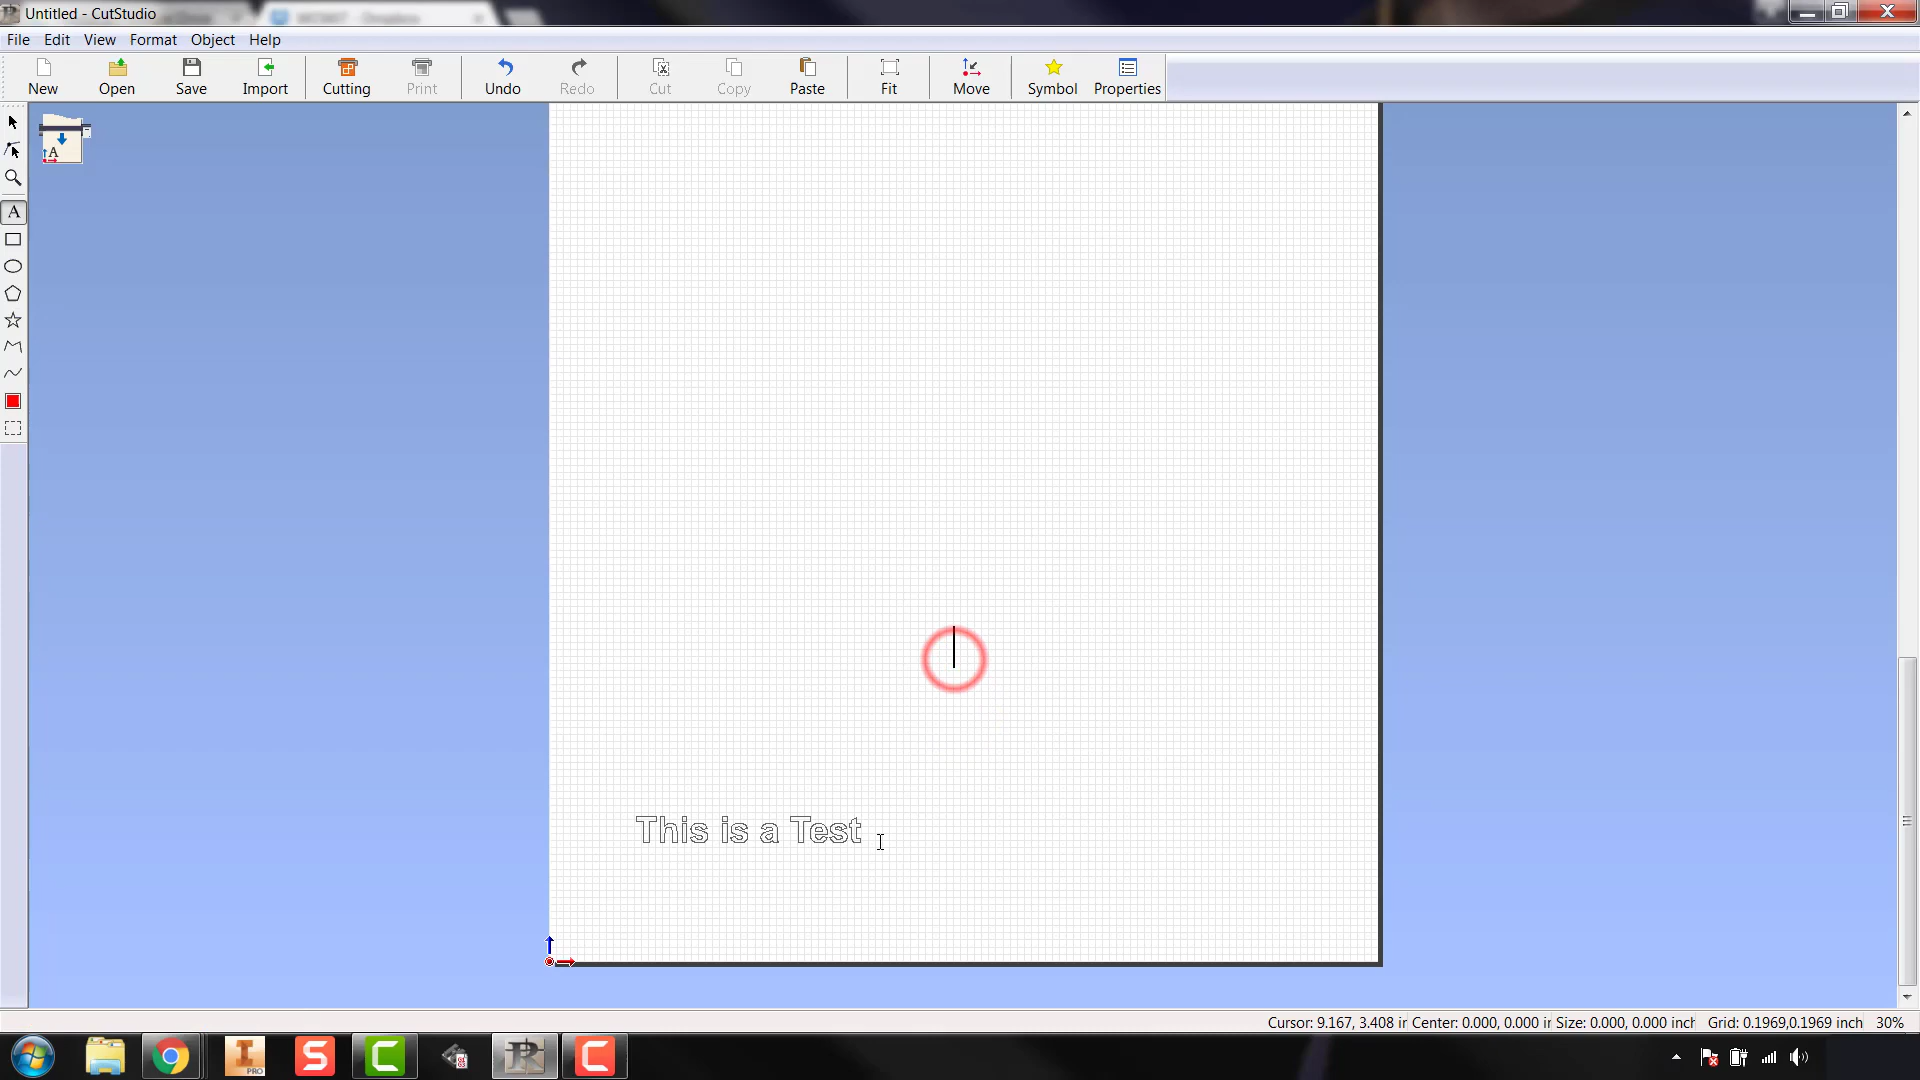 Untitled - CutStudio
File Edit View Format Object Help
New Open Save Import Cutting Print Undo Redo Cut Copy Paste Fit Move Symbol Properties
A
A
This is a Test
Cursor: 9.167, 3.408 ir Center: 0.000, 0.000 ir Size: 0.000, 0.000 inch Grid: 0.1969,0.1969 inch 30%
I PRO S C R C